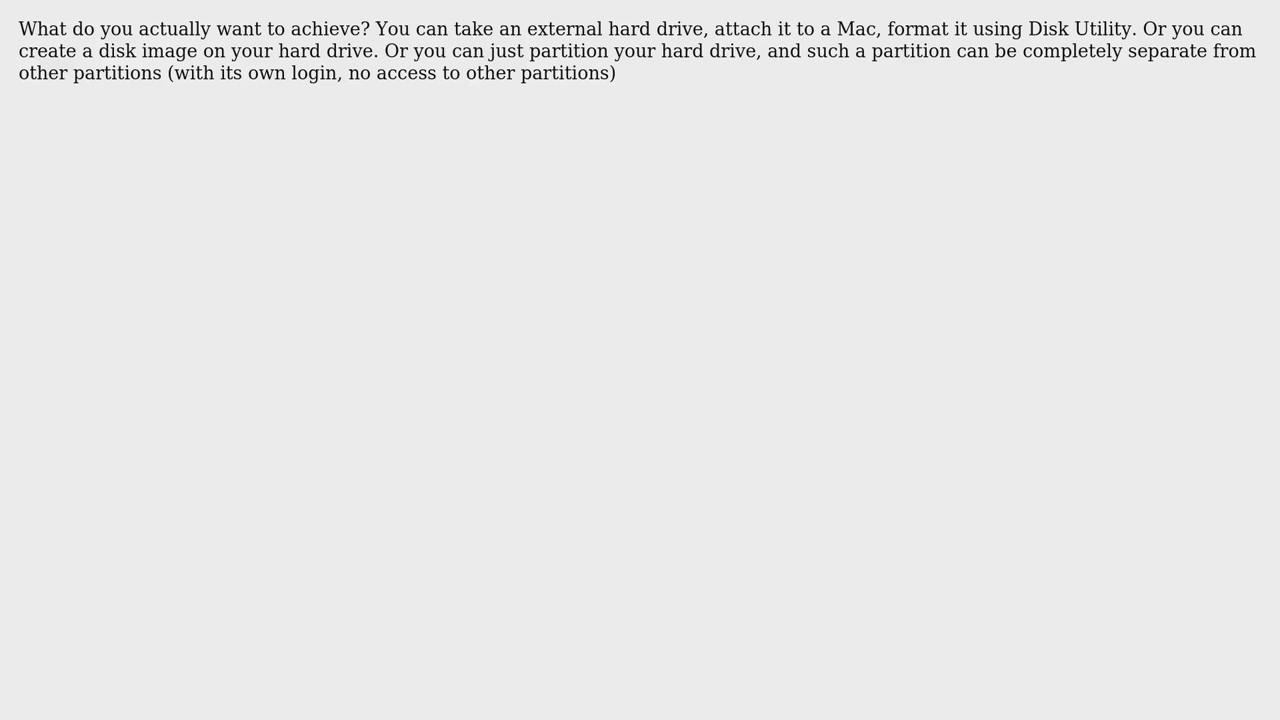 What do you actually want to achieve? You can take an external hard drive, attach it to a Mac, format it using Disk Utility. Or you can
create a disk image on your hard drive. Or you can just partition your hard drive, and such a partition can be completely separate from
other partitions (with its own login, no access to other partitions)